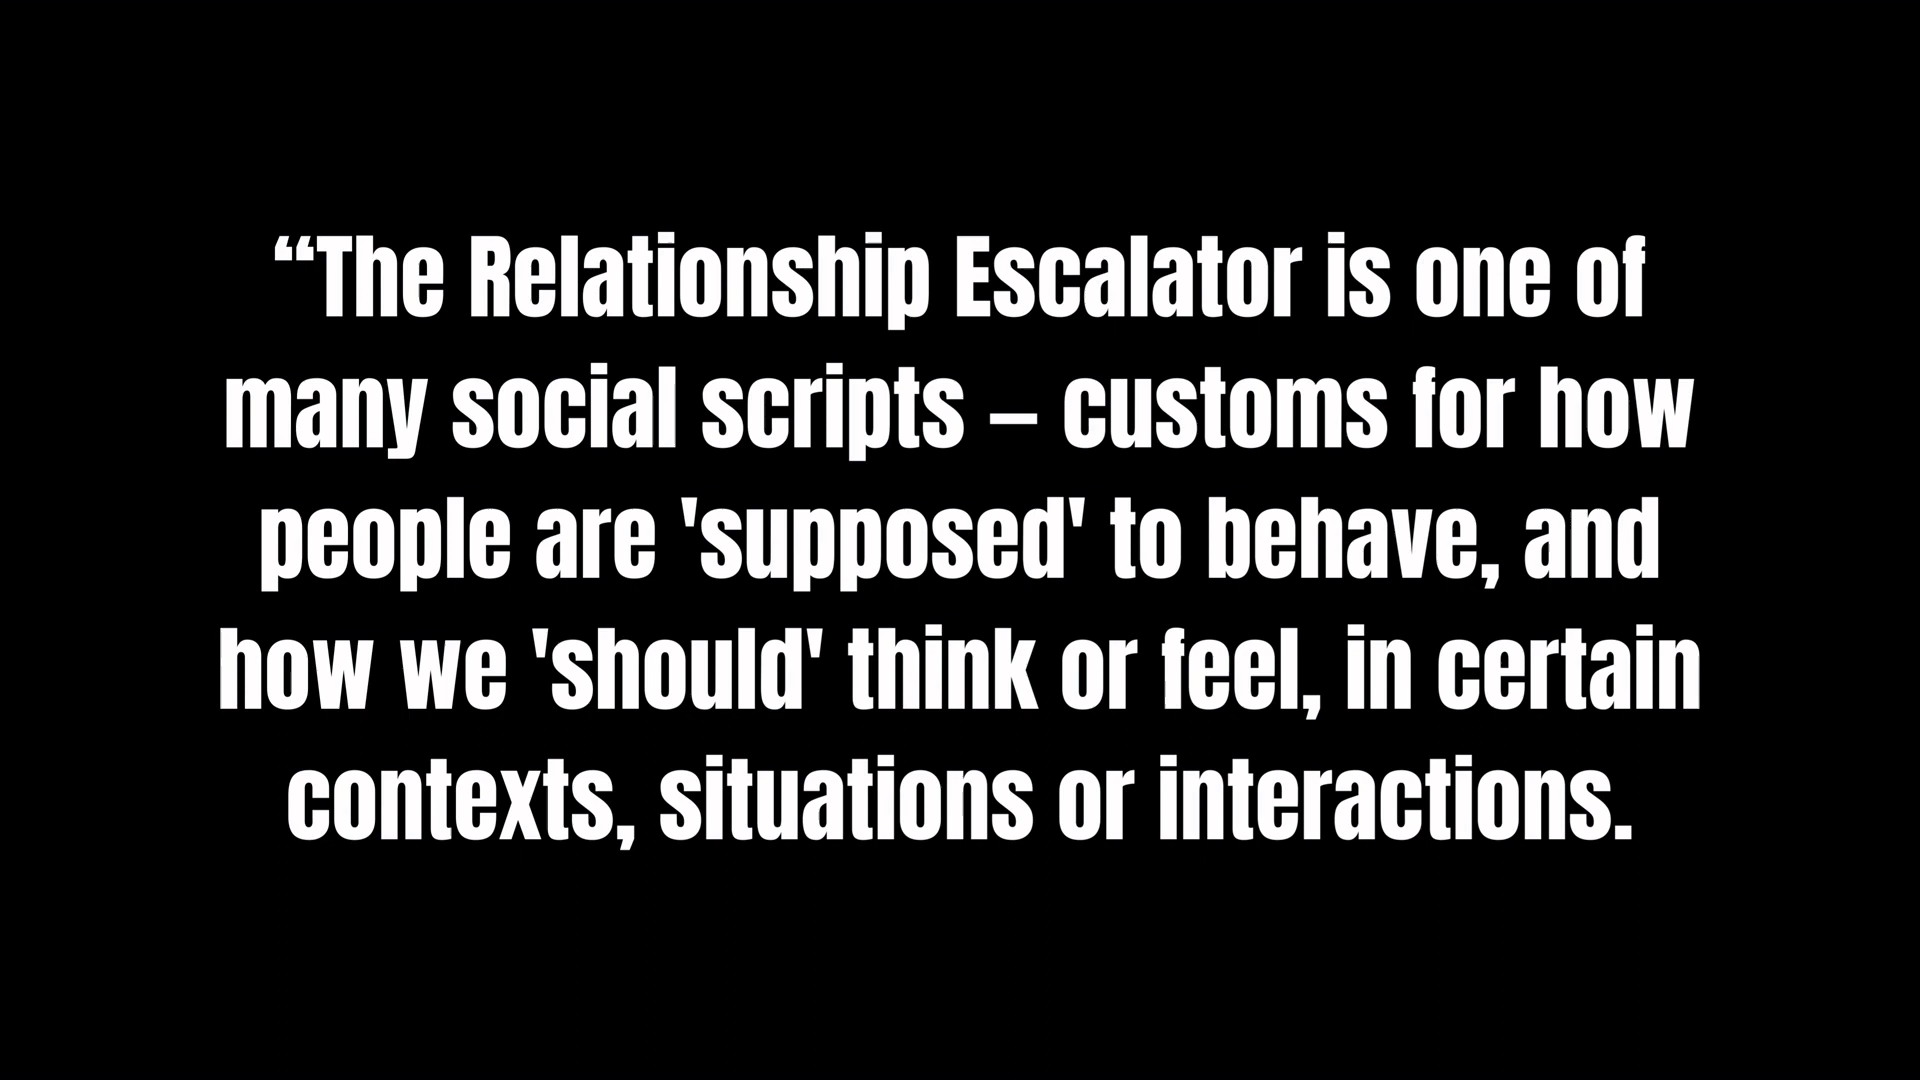 “The Relationship Escalator is one of
many social scripts – customs for how
people are 'supposed' to behave, and
how we 'should' think or feel, in certain
contexts, situations or interactions.